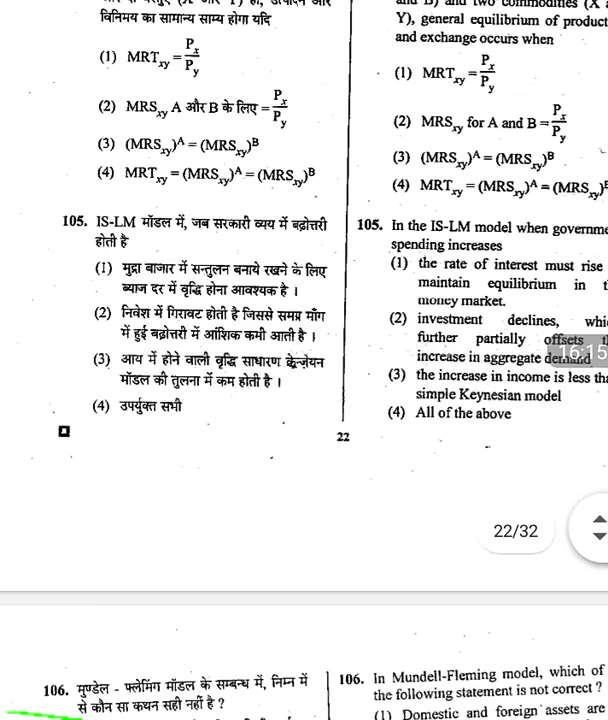 विनिमय का सामान्य साम्य होगा यदि
(1) MRTxy = Px/Py
(2) MRSxy A और B के लिए = Px/Py
(3) (MRSxy)A = (MRSxy)B
(4) MRTxy = (MRSxy)A = (MRSxy)B
105. IS-LM मॉडल में, जब सरकारी व्यय में बढ़ोत्तरी
होती है
(1) मुद्रा बाजार में सन्तुलन बनाये रखने के लिए
ब्याज दर में वृद्धि होना आवश्यक है ।
(2) निवेश में गिरावट होती है जिससे समग्र माँग
में हुई बढ़ोत्तरी में आंशिक कमी आती है ।
(3) आय में होने वाली वृद्धि साधारण केन्ज़ेयन
मॉडल की तुलना में कम होती है ।
(4) उपर्युक्त सभी
and B) and two commodities (X
Y), general equilibrium of product
and exchange occurs when
(1) MRTxy = Px/Py
(2) MRSxy for A and B = Px/Py
(3) (MRSxy)A = (MRSxy)B
(4) MRTxy = (MRSxy)A = (MRSxy)
105. In the IS-LM model when governme
spending increases
(1) the rate of interest must rise
maintain equilibrium in t
money market.
(2) investment declines, whi
further partially offsets
increase in aggregate demand
16:15
(3) the increase in income is less tha
simple Keynesian model
(4) All of the above
22
22/32
106. मुण्डेल - फ्लेमिंग मॉडल के सम्बन्ध में, निम्न में
से कौन सा कथन सही नहीं है ?
106. In Mundell-Fleming model, which of
the following statement is not correct ?
(1) Domestic and foreign assets are